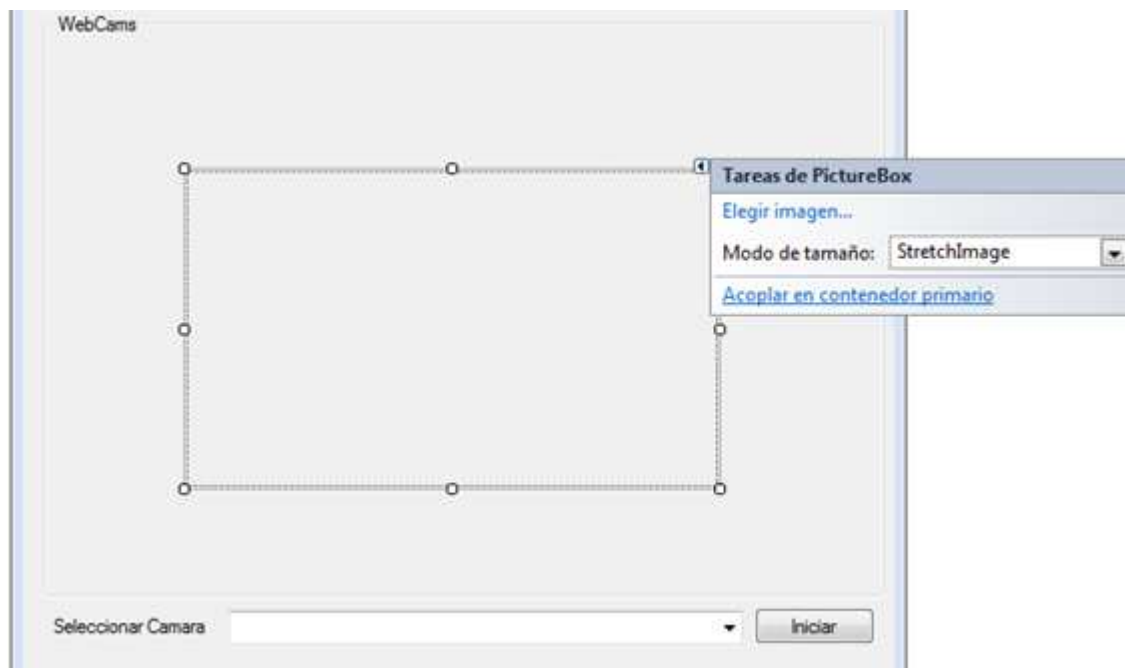 WebCams
Tareas de PictureBox
Elegir imagen...
Modo de tamaño: StretchImage
Acoplar en contenedor primario
Seleccionar Camara
Iniciar